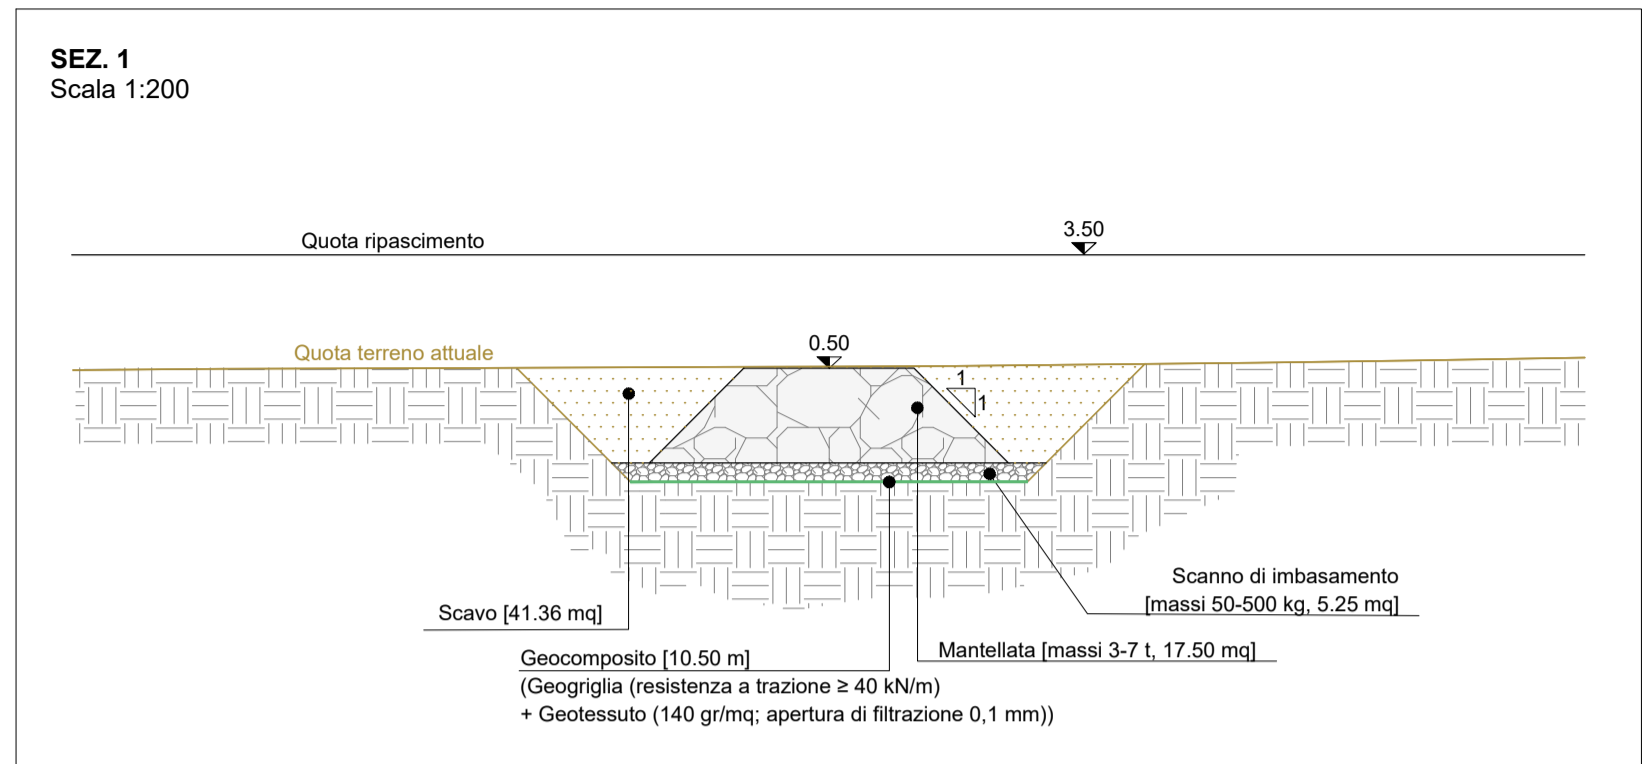 SEZ. 1
Scala 1:200
Quota ripascimento
3.50
Quota terreno attuale
0.50
1
1
Scavo [41.36 mq]
Scanno di imbasamento
[massi 50-500 kg, 5.25 mq]
Mantellata [massi 3-7 t, 17.50 mq]
Geocomposito [10.50 m]
(Geogriglia (resistenza a trazione ≥ 40 kN/m)
+ Geotessuto (140 gr/mq; apertura di filtrazione 0,1 mm))